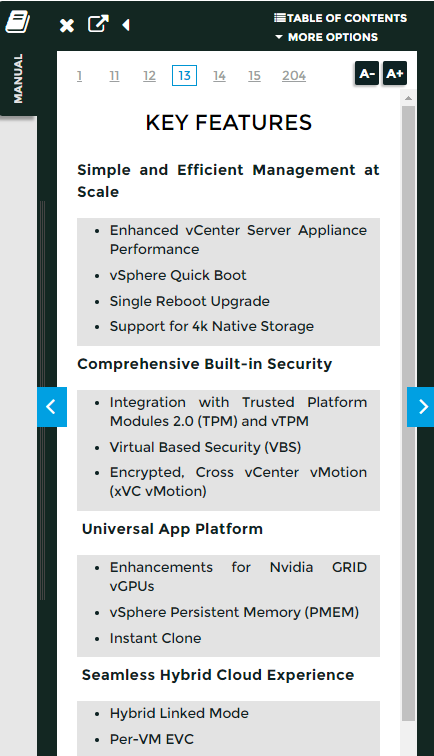 TABLE OF CONTENTS
MORE OPTIONS
MANUAL
1 11 12 13 14 15 204
A- A+
KEY FEATURES
Simple and Efficient Management at
Scale
• Enhanced vCenter Server Appliance
Performance
• vSphere Quick Boot
• Single Reboot Upgrade
• Support for 4k Native Storage
Comprehensive Built-in Security
• Integration with Trusted Platform
Modules 2.0 (TPM) and vTPM
• Virtual Based Security (VBS)
• Encrypted, Cross vCenter vMotion
(xVC vMotion)
Universal App Platform
• Enhancements for Nvidia GRID
vGPUs
• vSphere Persistent Memory (PMEM)
• Instant Clone
Seamless Hybrid Cloud Experience
• Hybrid Linked Mode
• Per-VM EVC